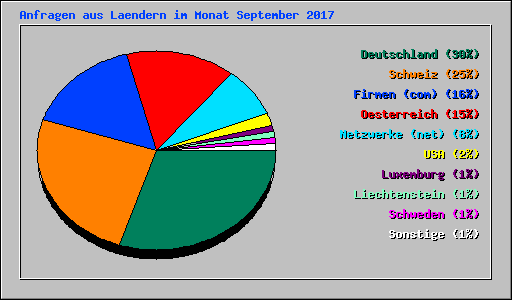 Anfragen aus Laendern im Monat September 2017
Deutschland (30%)
Schweiz (25%)
Firmen (com) (16%)
Oesterreich (15%)
Netzwerke (net) (8%)
USA (2%)
Luxemburg (1%)
Liechtenstein (1%)
Schweden (1%)
Sonstige (1%)